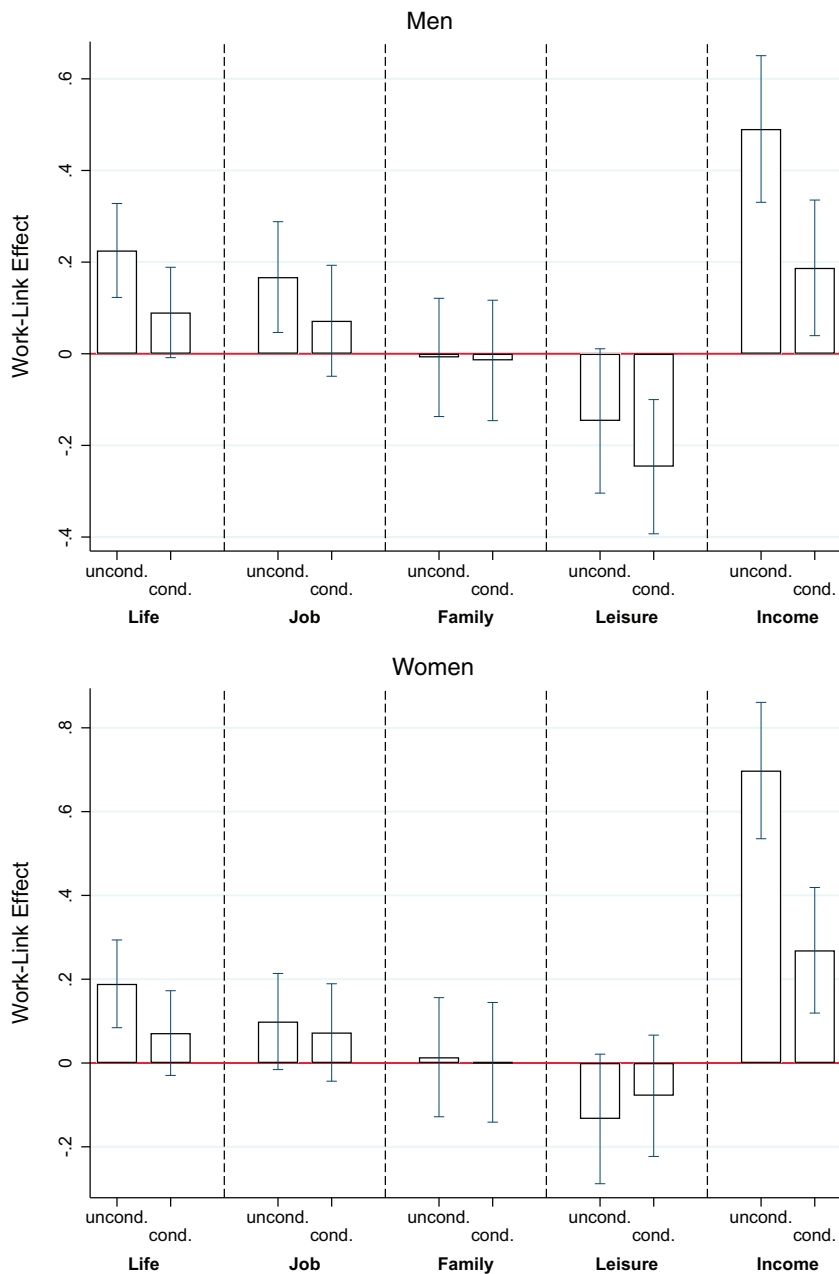 Men
Work-Link Effect
.6
.4
.2
0
-.2
-.4
uncond. uncond. uncond. uncond. uncond.
cond. cond. cond. cond. cond.
Life Job Family Leisure Income
Women
Work-Link Effect
.8
.6
.4
.2
0
-.2
uncond. uncond. uncond. uncond. uncond.
cond. cond. cond. cond. cond.
Life Job Family Leisure Income